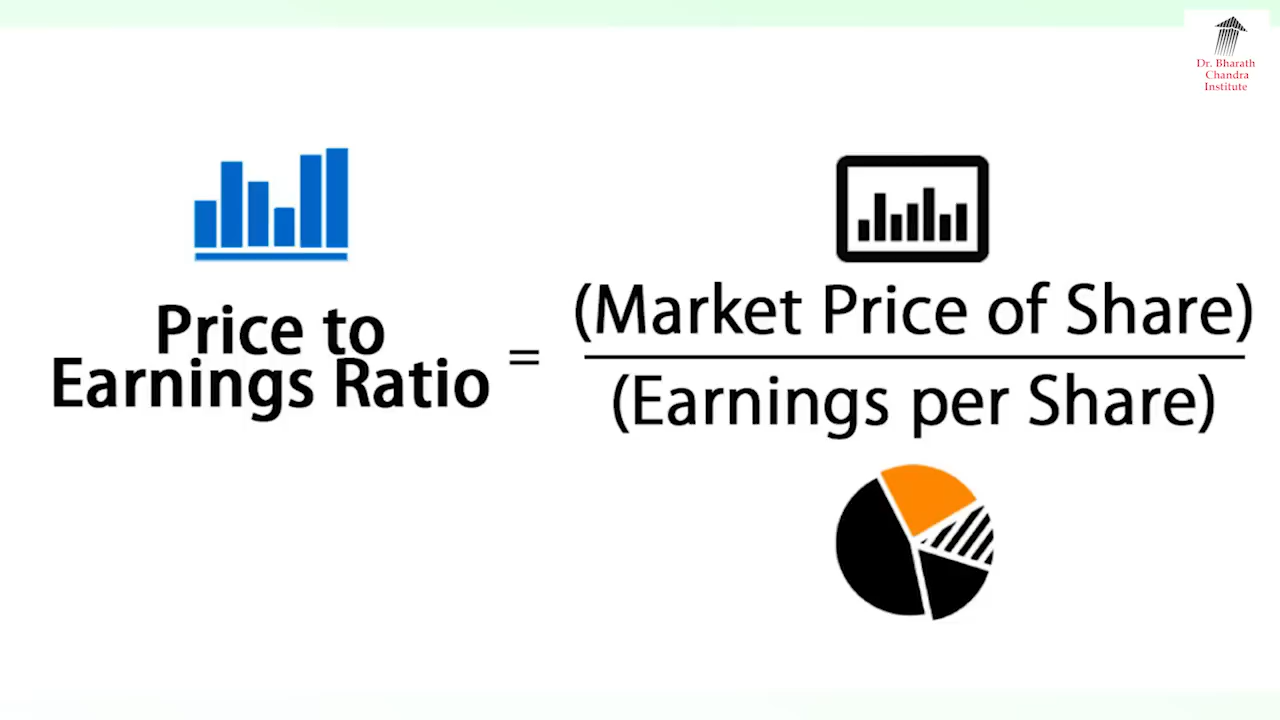 Dr. Bharath
Chandra
Institute
Price to
Earnings Ratio
=
(Market Price of Share)
(Earnings per Share)